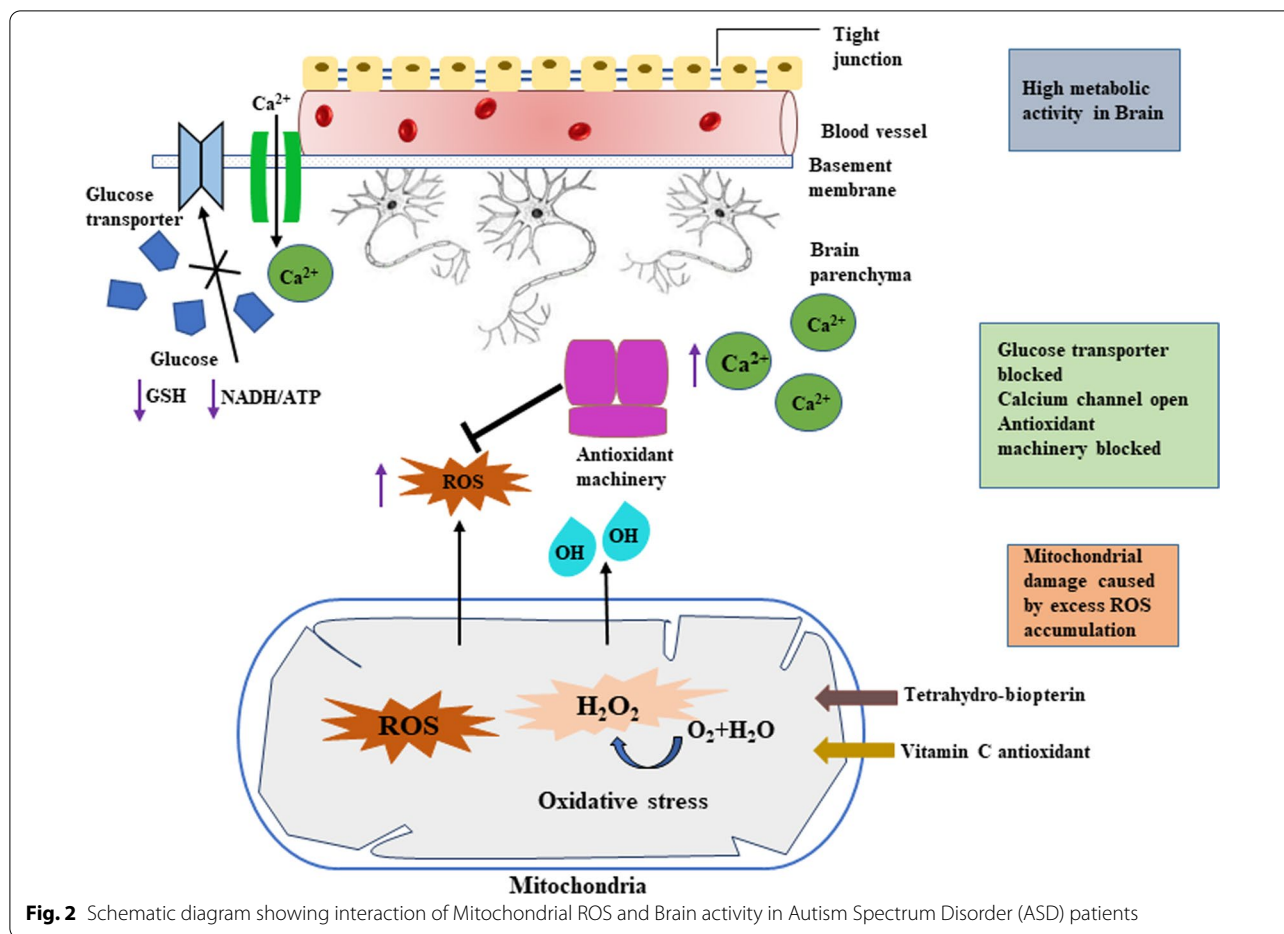 Tight
junction
Ca²⁺
Blood vessel
Basement
membrane
High metabolic
activity in Brain
Glucose
transporter
Ca²⁺
Glucose
GSH
NADH/ATP
Brain
parenchyma
Ca²⁺
Ca²⁺
Ca²⁺
Glucose transporter
blocked
Calcium channel open
Antioxidant
machinery blocked
Antioxidant
machinery
ROS
OH
OH
Mitochondrial
damage caused
by excess ROS
accumulation
ROS
H₂O₂
O₂+H₂O
Oxidative stress
Tetrahydro-biopterin
Vitamin C antioxidant
Mitochondria
Fig. 2 Schematic diagram showing interaction of Mitochondrial ROS and Brain activity in Autism Spectrum Disorder (ASD) patients